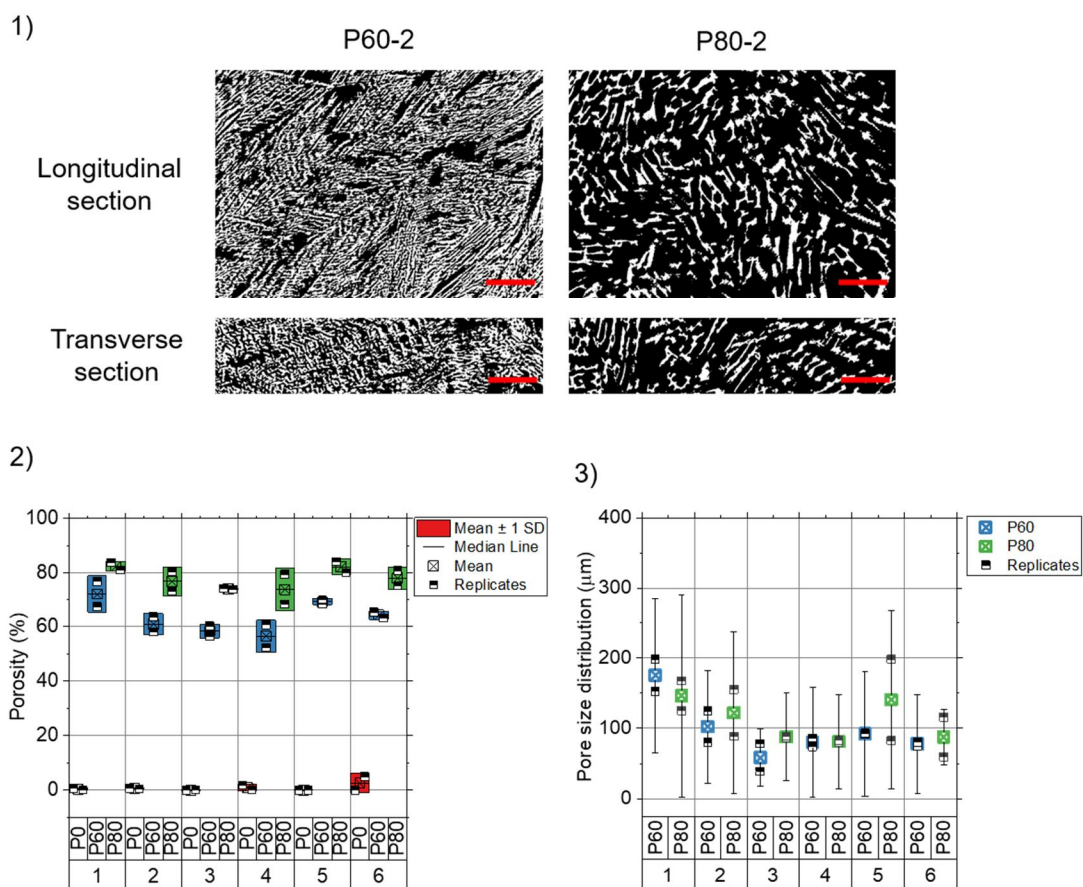 1)
P60-2 P80-2
Longitudinal
section
Transverse
section
2)
Porosity (%)
100
80
60
40
20
0
Mean ± 1 SD
Median Line
Mean
Replicates
P0 P60 P80 P0 P60 P80 P0 P60 P80 P0 P60 P80 P0 P60 P80 P0 P60 P80
1 2 3 4 5 6
3)
Pore size distribution (μm)
400
300
200
100
0
P60
P80
Replicates
P60 P80 P60 P80 P60 P80 P60 P80 P60 P80 P60 P80
1 2 3 4 5 6